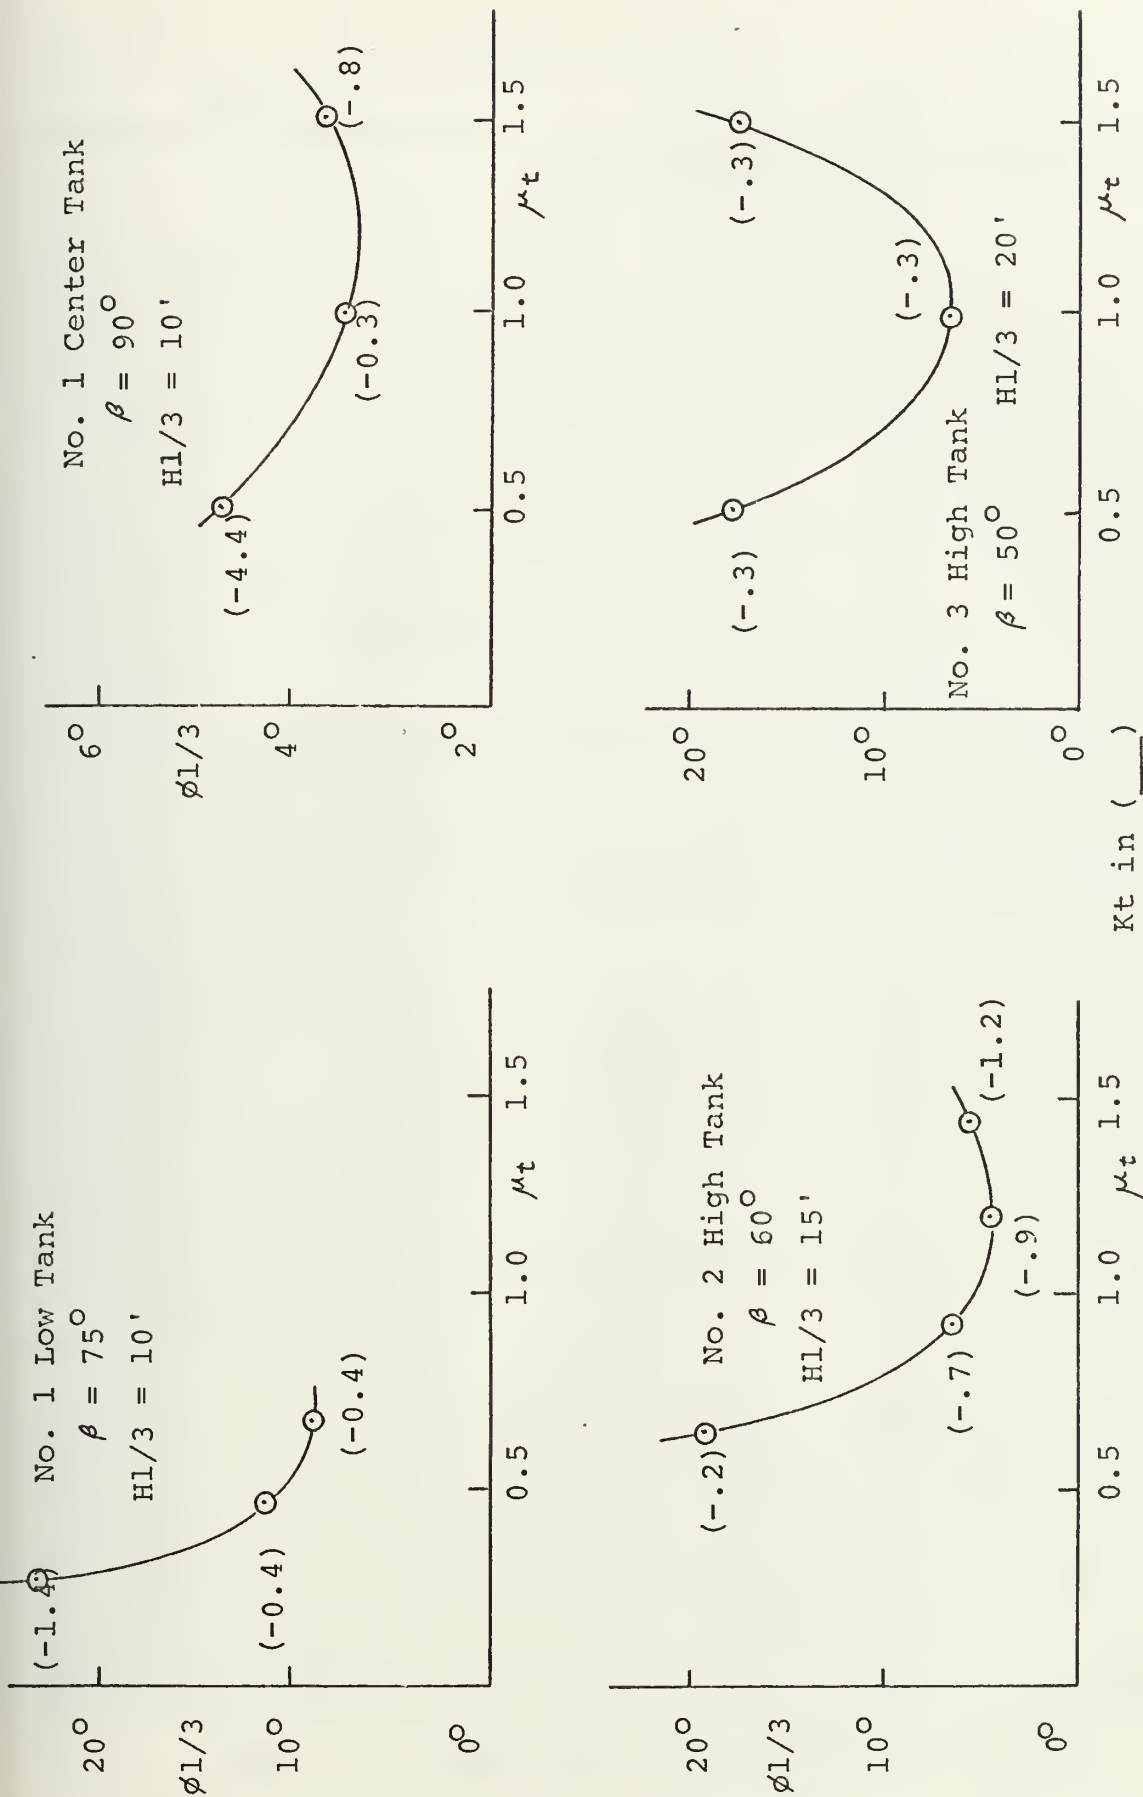 No. 1 Low Tank
β = 75°
H1/3 = 10'
20°
ø1/3
10°
0°
(-1.4)
(-0.4)
(-0.4)
0.5
1.0
1.5
μt
No. 1 Center Tank
β = 90°
H1/3 = 10'
6°
ø1/3
4°
2°
(-4.4)
(-0.3)
(-.8)
0.5
1.0
1.5
μt
No. 2 High Tank
β = 60°
H1/3 = 15'
20°
ø1/3
10°
0°
(-.2)
(-.7)
(-.9)
(-1.2)
0.5
1.0
1.5
μt
No. 3 High Tank
β = 50°
H1/3 = 20'
20°
10°
0°
(-.3)
(-.3)
(-.3)
0.5
1.0
1.5
μt
Kt in (___)